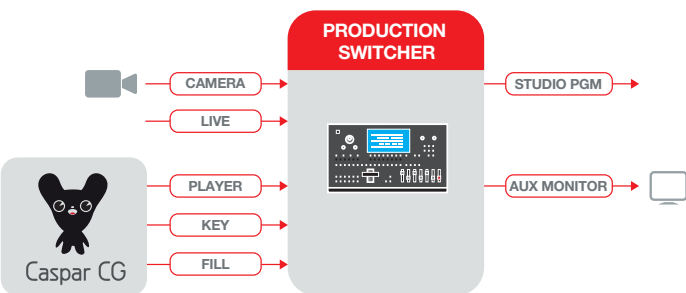 PRODUCTION
SWITCHER
CAMERA
STUDIO PGM
LIVE
PLAYER
AUX MONITOR
KEY
FILL
Caspar CG